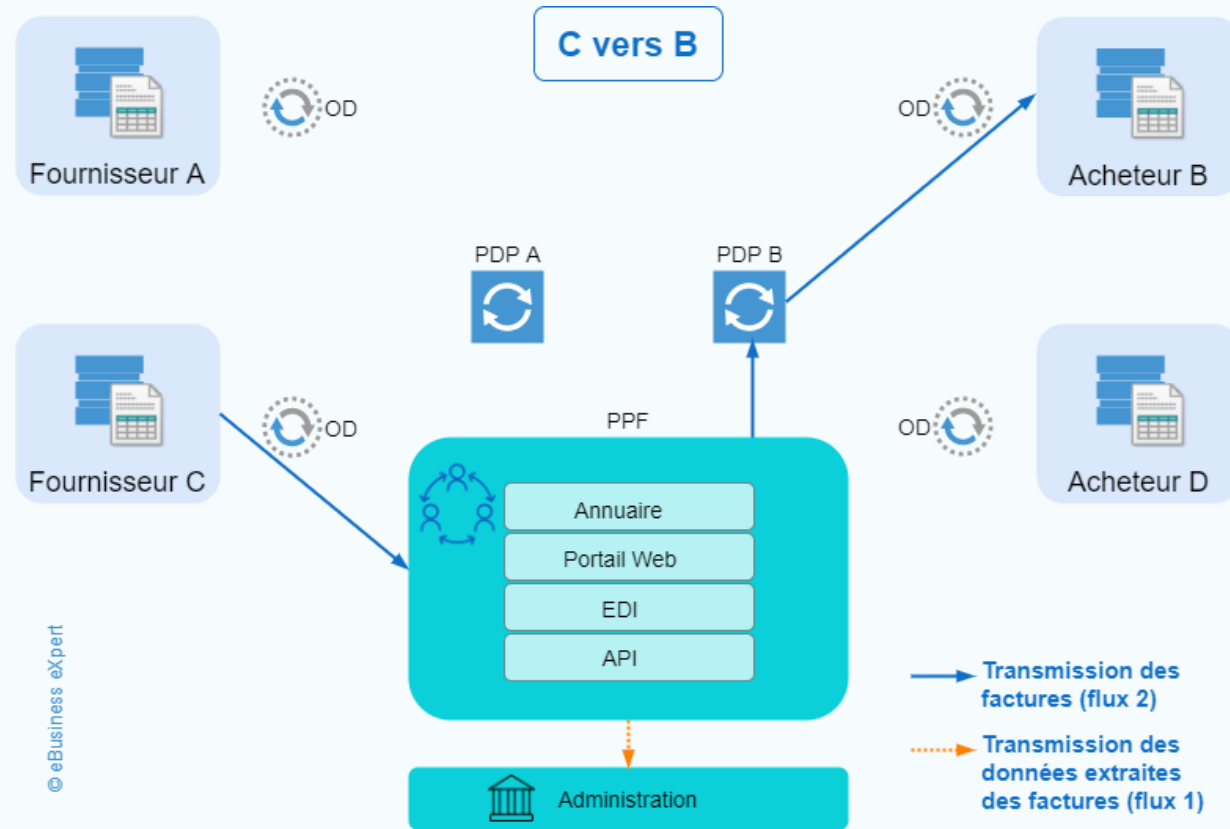 C vers B
Fournisseur A
OD
OD
Acheteur B
PDP A
PDP B
Fournisseur C
OD
PPF
OD
Acheteur D
Annuaire
Portail Web
EDI
API
Administration
© eBusiness eXpert
Transmission des
factures (flux 2)
Transmission des
données extraites
des factures (flux 1)